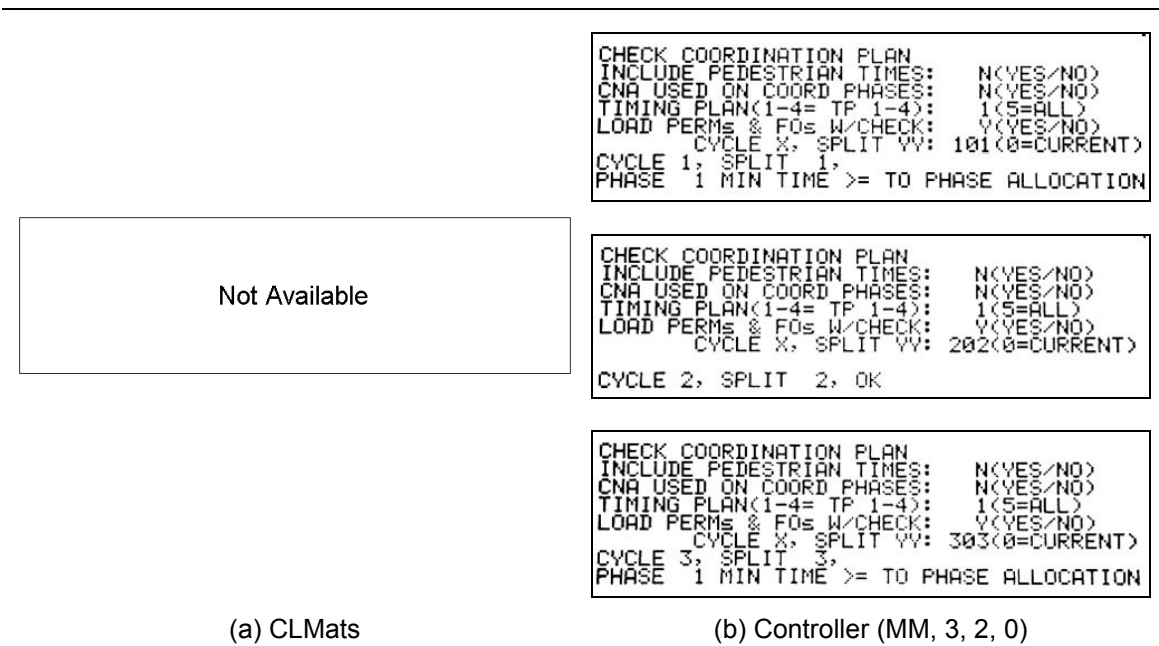 CHECK COORDINATION PLAN
INCLUDE PEDESTRIAN TIMES: N(YES/NO)
CNA USED ON COORD PHASES: N(YES/NO)
TIMING PLAN(1-4= TP 1-4): 1(5=ALL)
LOAD PERMs & FOs W/CHECK: Y(YES/NO)
CYCLE X, SPLIT YY: 101(0=CURRENT)
CYCLE 1, SPLIT 1,
PHASE 1 MIN TIME >= TO PHASE ALLOCATION
Not Available
CHECK COORDINATION PLAN
INCLUDE PEDESTRIAN TIMES: N(YES/NO)
CNA USED ON COORD PHASES: N(YES/NO)
TIMING PLAN(1-4= TP 1-4): 1(5=ALL)
LOAD PERMs & FOs W/CHECK: Y(YES/NO)
CYCLE X, SPLIT YY: 202(0=CURRENT)
CYCLE 2, SPLIT 2, OK
CHECK COORDINATION PLAN
INCLUDE PEDESTRIAN TIMES: N(YES/NO)
CNA USED ON COORD PHASES: N(YES/NO)
TIMING PLAN(1-4= TP 1-4): 1(5=ALL)
LOAD PERMs & FOs W/CHECK: Y(YES/NO)
CYCLE X, SPLIT YY: 303(0=CURRENT)
CYCLE 3, SPLIT 3,
PHASE 1 MIN TIME >= TO PHASE ALLOCATION
(a) CLMats
(b) Controller (MM, 3, 2, 0)